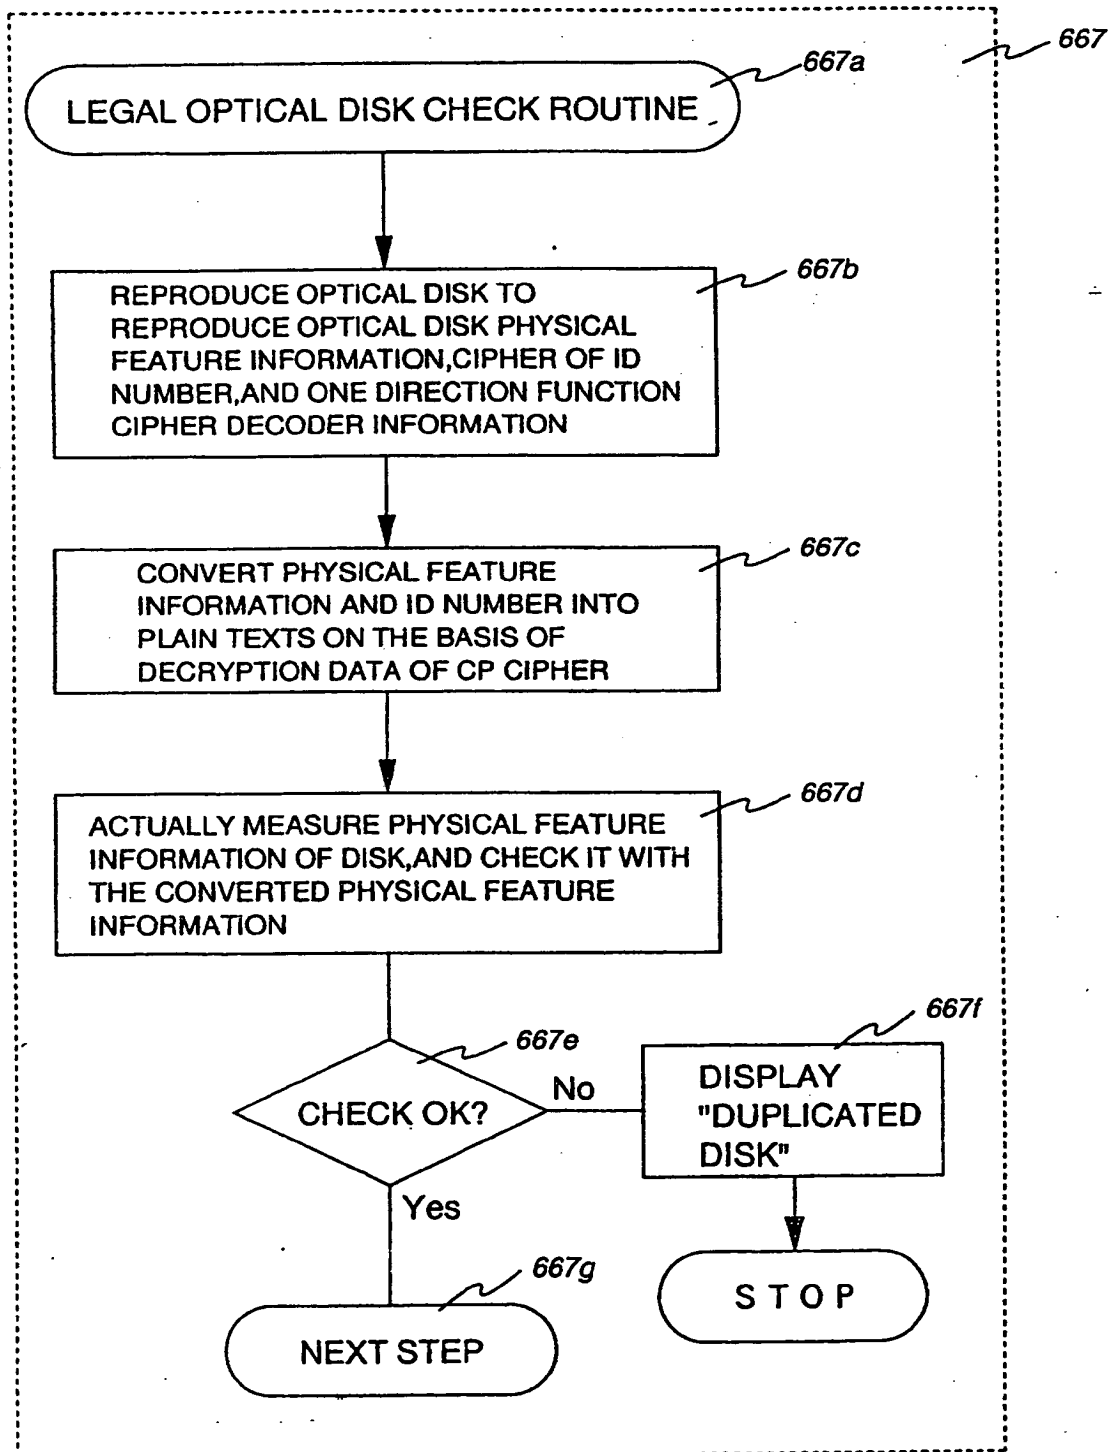 667
667a
LEGAL OPTICAL DISK CHECK ROUTINE
667b
REPRODUCE OPTICAL DISK TO
REPRODUCE OPTICAL DISK PHYSICAL
FEATURE INFORMATION,CIPHER OF ID
NUMBER,AND ONE DIRECTION FUNCTION
CIPHER DECODER INFORMATION
667c
CONVERT PHYSICAL FEATURE
INFORMATION AND ID NUMBER INTO
PLAIN TEXTS ON THE BASIS OF
DECRYPTION DATA OF CP CIPHER
667d
ACTUALLY MEASURE PHYSICAL FEATURE
INFORMATION OF DISK,AND CHECK IT WITH
THE CONVERTED PHYSICAL FEATURE
INFORMATION
667e
CHECK OK?
No
667f
DISPLAY
"DUPLICATED
DISK"
Yes
667g
NEXT STEP
S T O P